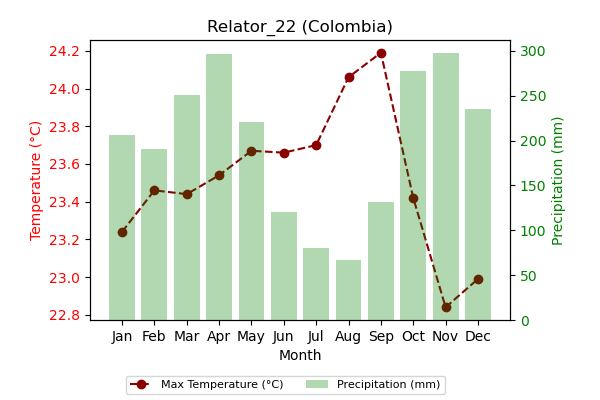 Relator_22 (Colombia)
24.2
24.0
23.8
23.6
23.4
23.2
23.0
22.8
Temperature (°C)
300
250
200
150
100
50
0
Precipitation (mm)
Jan Feb Mar Apr May Jun Jul Aug Sep Oct Nov Dec
Month
Max Temperature (°C) Precipitation (mm)